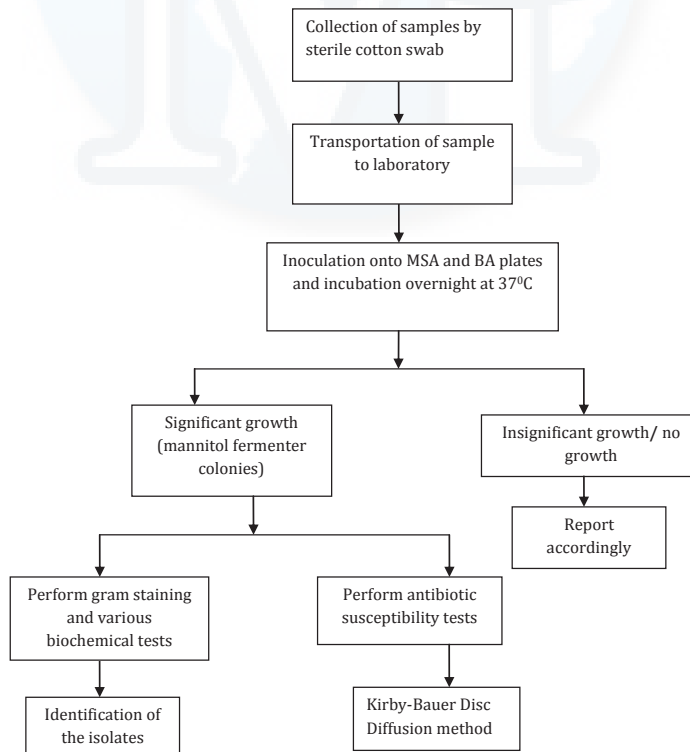 Collection of samples by
sterile cotton swab
Transportation of sample
to laboratory
Inoculation onto MSA and BA plates
and incubation overnight at 37⁰C
Significant growth
(mannitol fermenter
colonies)
Insignificant growth/ no
growth
Report
accordingly
Perform gram staining
and various
biochemical tests
Perform antibiotic
susceptibility tests
Identification of
the isolates
Kirby-Bauer Disc
Diffusion method